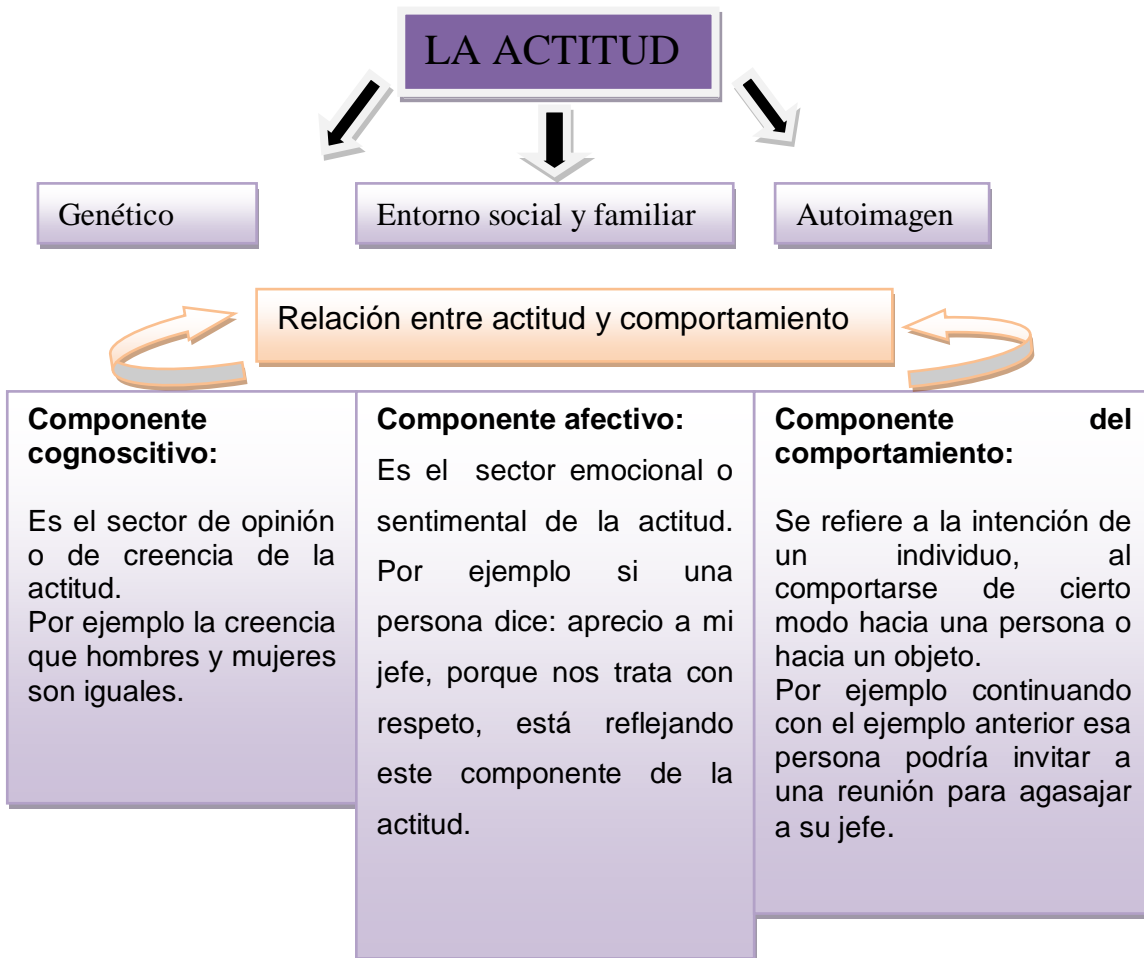 LA ACTITUD
Genético
Entorno social y familiar
Autoimagen
Relación entre actitud y comportamiento
Componente
cognoscitivo:
Es el sector de opinión
o de creencia de la
actitud.
Por ejemplo la creencia
que hombres y mujeres
son iguales.
Componente afectivo:
Es el sector emocional o
sentimental de la actitud.
Por ejemplo si una
persona dice: aprecio a mi
jefe, porque nos trata con
respeto, está reflejando
este componente de la
actitud.
Componente del
comportamiento:
Se refiere a la intención de
un individuo, al
comportarse de cierto
modo hacia una persona o
hacia un objeto.
Por ejemplo continuando
con el ejemplo anterior esa
persona podría invitar a
una reunión para agasajar
a su jefe.